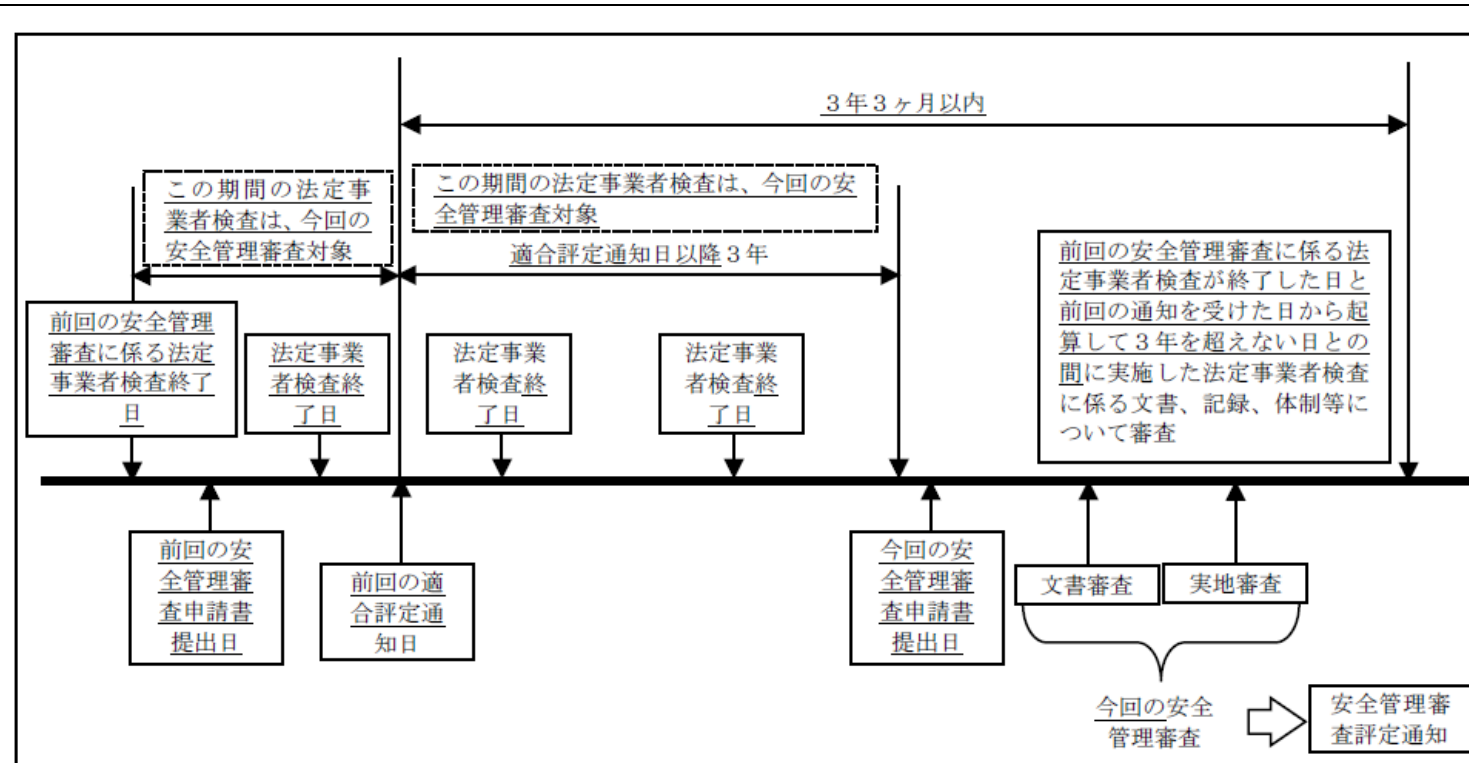 ３年３ヶ月以内
この期間の法定事
業者検査は、今回の
安全管理審査対象
この期間の法定事業者検査は、今回の安
全管理審査対象
適合評定通知日以降３年
前回の安全管理審査に係る法
定事業者検査が終了した日と
前回の通知を受けた日から起
算して３年を超えない日との
間に実施した法定事業者検査
に係る文書、記録、体制等に
ついて審査
前回の安全管理
審査に係る法定
事業者検査終了
日
法定事業
者検査終
了日
法定事業
者検査終
了日
法定事業
者検査終
了日
前回の安
全管理審
査申請書
提出日
前回の適
合評定通
知日
今回の安
全管理審
査申請書
提出日
文書審査
実地審査
今回の安全
管理審査
安全管理審
査評定通知